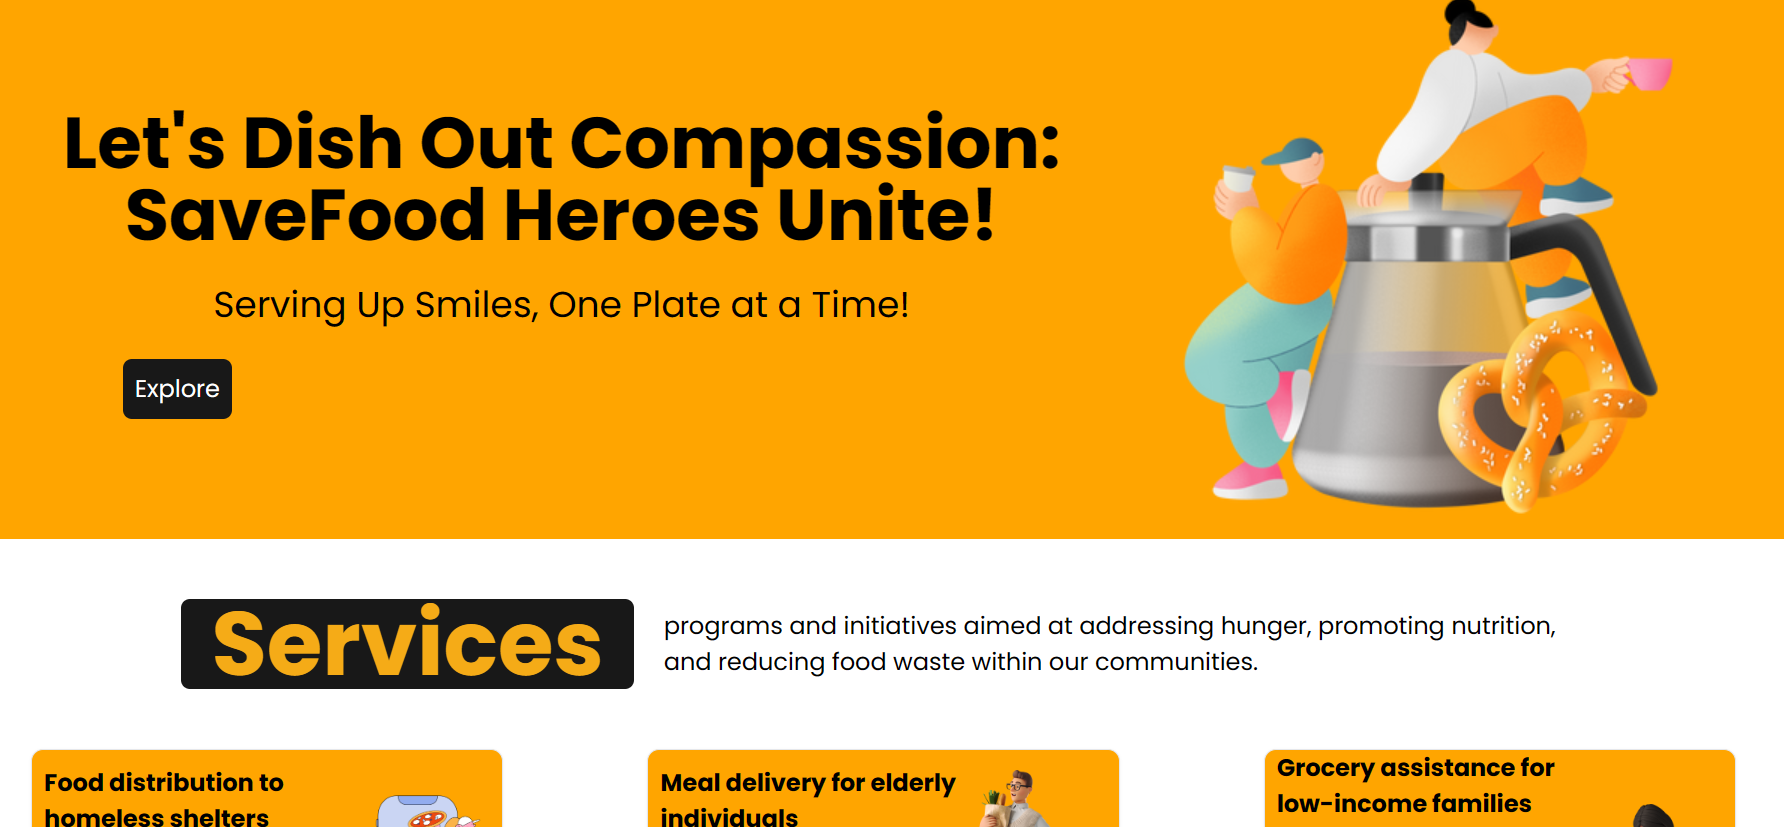 Let's Dish Out Compassion:
SaveFood Heroes Unite!
Serving Up Smiles, One Plate at a Time!
Explore
Services
programs and initiatives aimed at addressing hunger, promoting nutrition,
and reducing food waste within our communities.
Food distribution to
homeless shelters
Meal delivery for elderly
individuals
Grocery assistance for
low-income families